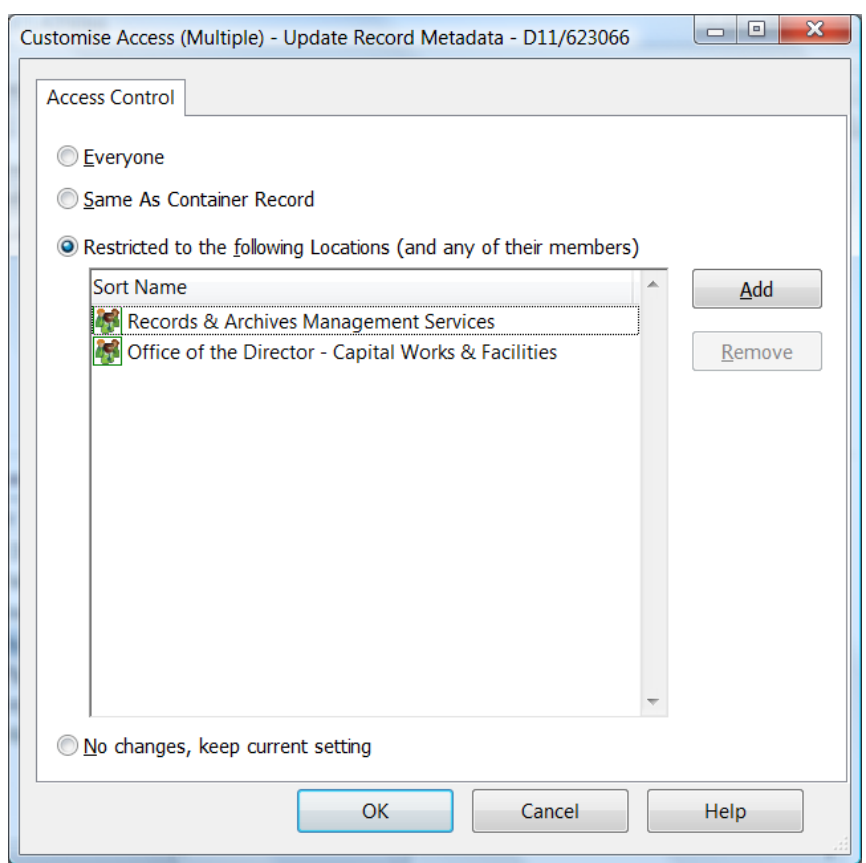 Customise Access (Multiple) - Update Record Metadata - D11/623066
Access Control
Everyone
Same As Container Record
Restricted to the following Locations (and any of their members)
Sort Name
Add
Records & Archives Management Services
Office of the Director - Capital Works & Facilities
Remove
No changes, keep current setting
OK
Cancel
Help